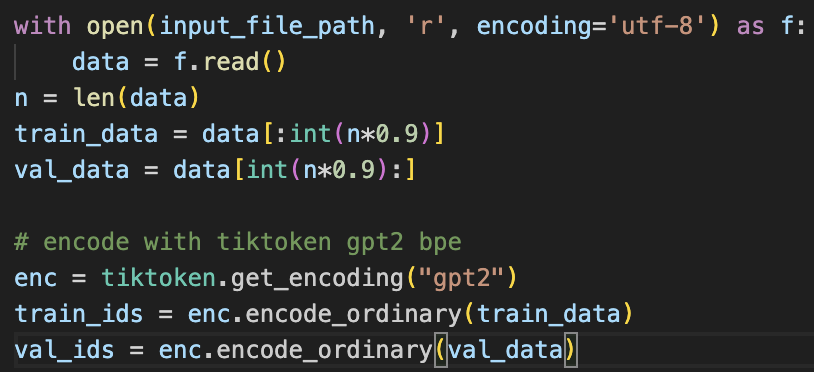 with open(input_file_path, 'r', encoding='utf-8') as f:
    data = f.read()
n = len(data)
train_data = data[:int(n*0.9)]
val_data = data[int(n*0.9):]

# encode with tiktoken gpt2 bpe
enc = tiktoken.get_encoding("gpt2")
train_ids = enc.encode_ordinary(train_data)
val_ids = enc.encode_ordinary(val_data)